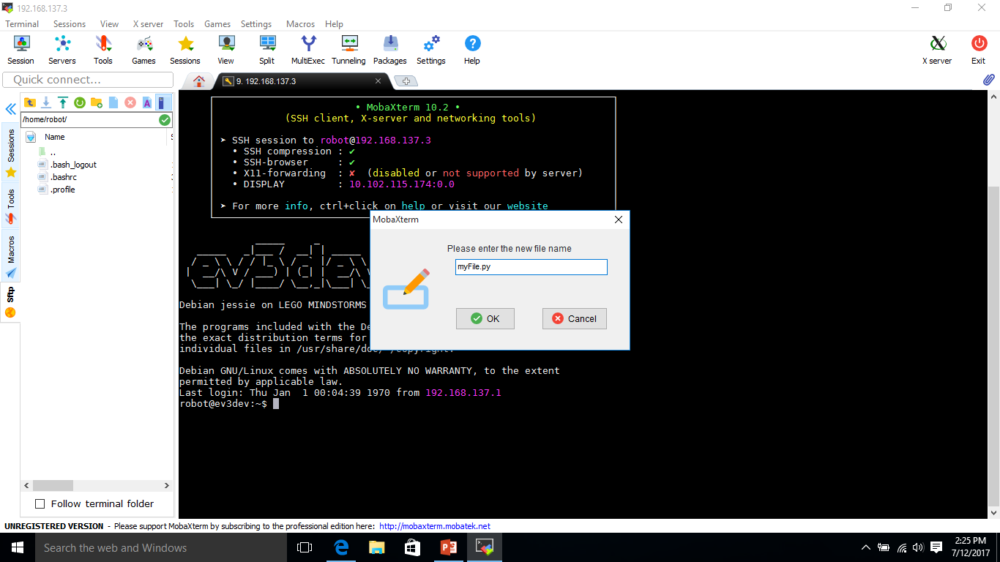 192.168.137.3
Terminal Sessions View X server Tools Games Settings Macros Help
Session Servers Tools Games Sessions View Split MultiExec Tunneling Packages Settings Help X server Exit
Quick connect...
9. 192.168.137.3
/home/robot/
Name
..
.bash_logout
.bashrc
.profile
Sessions
Tools
Macros
Sftp
Follow terminal folder
• MobaXterm 10.2 •
(SSH client, X-server and networking tools)
➤ SSH session to robot@192.168.137.3
• SSH compression : ✔
• SSH-browser : ✔
• X11-forwarding : ✘ (disabled or not supported by server)
• DISPLAY : 10.102.115.174:0.0
➤ For more info, ctrl+click on help or visit our website
ev3de
Debian jessie on LEGO MINDSTORMS
The programs included with the De
the exact distribution terms for
individual files in /usr/share/doc/*/copyright.
Debian GNU/Linux comes with ABSOLUTELY NO WARRANTY, to the extent
permitted by applicable law.
Last login: Thu Jan 1 00:04:39 1970 from 192.168.137.1
robot@ev3dev:~$
MobaXterm
Please enter the new file name
myFile.py
OK Cancel
UNREGISTERED VERSION - Please support MobaXterm by subscribing to the professional edition here: http://mobaxterm.mobatek.net
Search the web and Windows
2:25 PM
7/12/2017